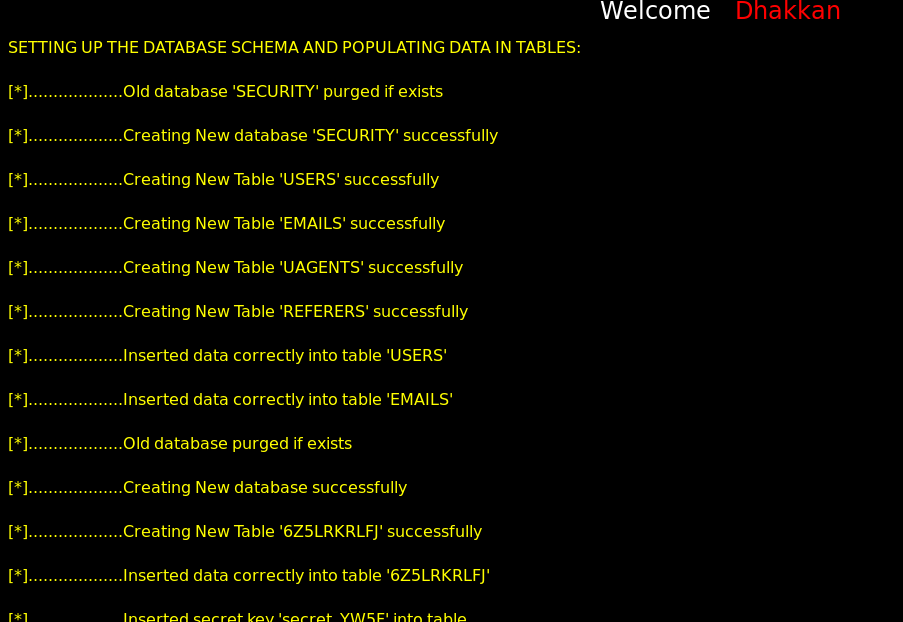 Welcome Dhakkan
SETTING UP THE DATABASE SCHEMA AND POPULATING DATA IN TABLES:
[*]...................Old database 'SECURITY' purged if exists
[*]...................Creating New database 'SECURITY' successfully
[*]...................Creating New Table 'USERS' successfully
[*]...................Creating New Table 'EMAILS' successfully
[*]...................Creating New Table 'UAGENTS' successfully
[*]...................Creating New Table 'REFERERS' successfully
[*]...................Inserted data correctly into table 'USERS'
[*]...................Inserted data correctly into table 'EMAILS'
[*]...................Old database purged if exists
[*]...................Creating New database successfully
[*]...................Creating New Table '6Z5LRKRLFJ' successfully
[*]...................Inserted data correctly into table '6Z5LRKRLFJ'
[*]...................Inserted secret key 'secret_YW5F' into table